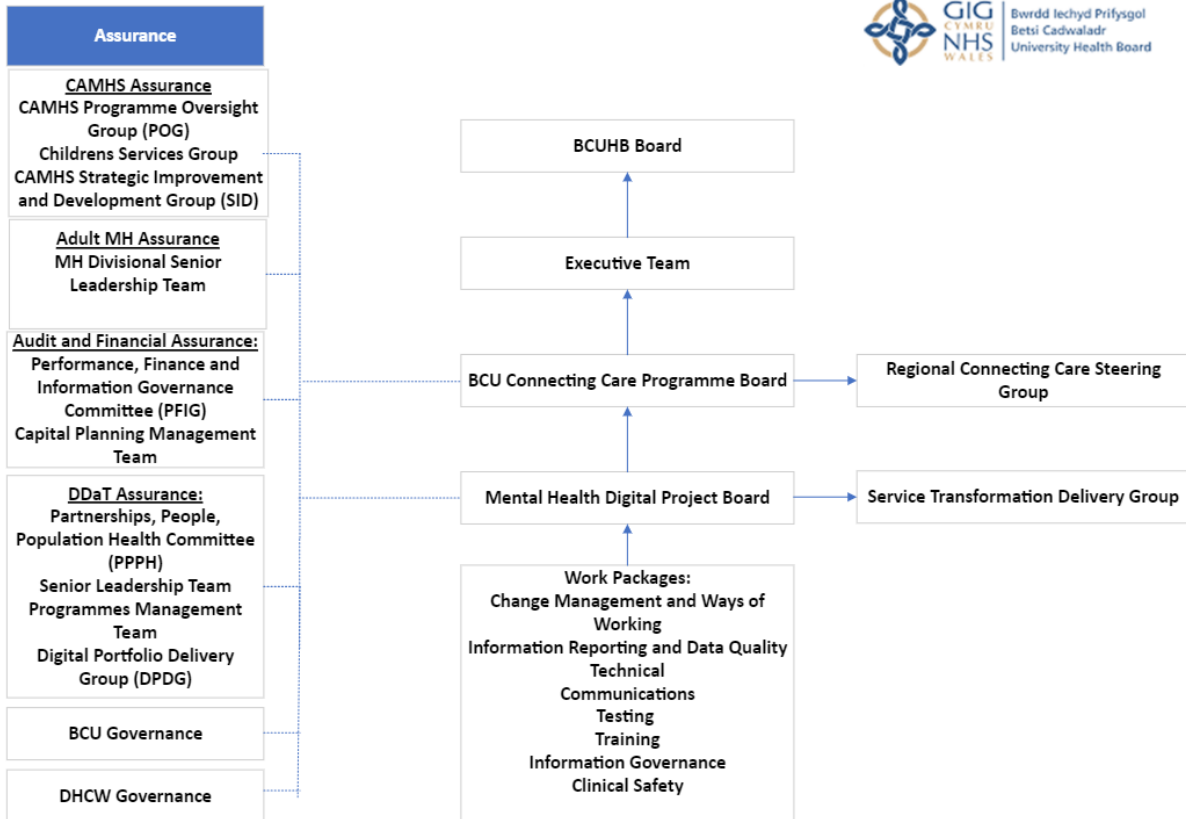 Assurance
GIG
CYMRU
NHS
WALES
Bwrdd Iechyd Prifysgol
Betsi Cadwaladr
University Health Board
CAMHS Assurance
CAMHS Programme Oversight
Group (POG)
Childrens Services Group
CAMHS Strategic Improvement
and Development Group (SID)
Adult MH Assurance
MH Divisional Senior
Leadership Team
Audit and Financial Assurance:
Performance, Finance and
Information Governance
Committee (PFIG)
Capital Planning Management
Team
DDaT Assurance:
Partnerships, People,
Population Health Committee
(PPPH)
Senior Leadership Team
Programmes Management
Team
Digital Portfolio Delivery
Group (DPDG)
BCU Governance
DHCW Governance
BCUHB Board
Executive Team
BCU Connecting Care Programme Board
Regional Connecting Care Steering
Group
Mental Health Digital Project Board
Service Transformation Delivery Group
Work Packages:
Change Management and Ways of
Working
Information Reporting and Data Quality
Technical
Communications
Testing
Training
Information Governance
Clinical Safety